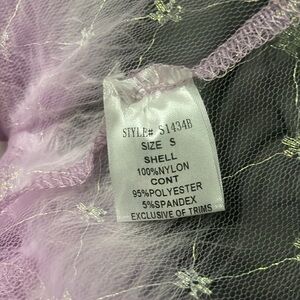 STYLE# S1434B
SIZE S
SHELL
100%NYLON
CONT
95%POLYESTER
5%SPANDEX
EXCLUSIVE OF TRIMS